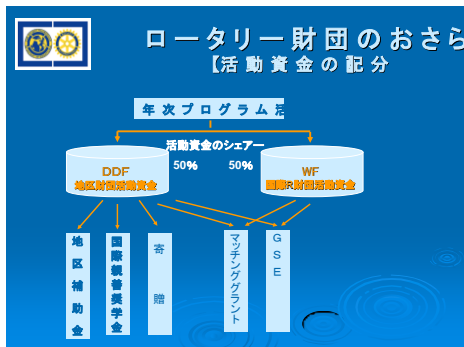 ロータリー財団のおさら
【活動資金の配分
年次プログラム活
活動資金のシェアー
50%
50%
DDF
地区財団活動資金
WF
国際R財団活動資金
地区補助金
国際親善奨学金
寄贈
マッチンググラント
GSE